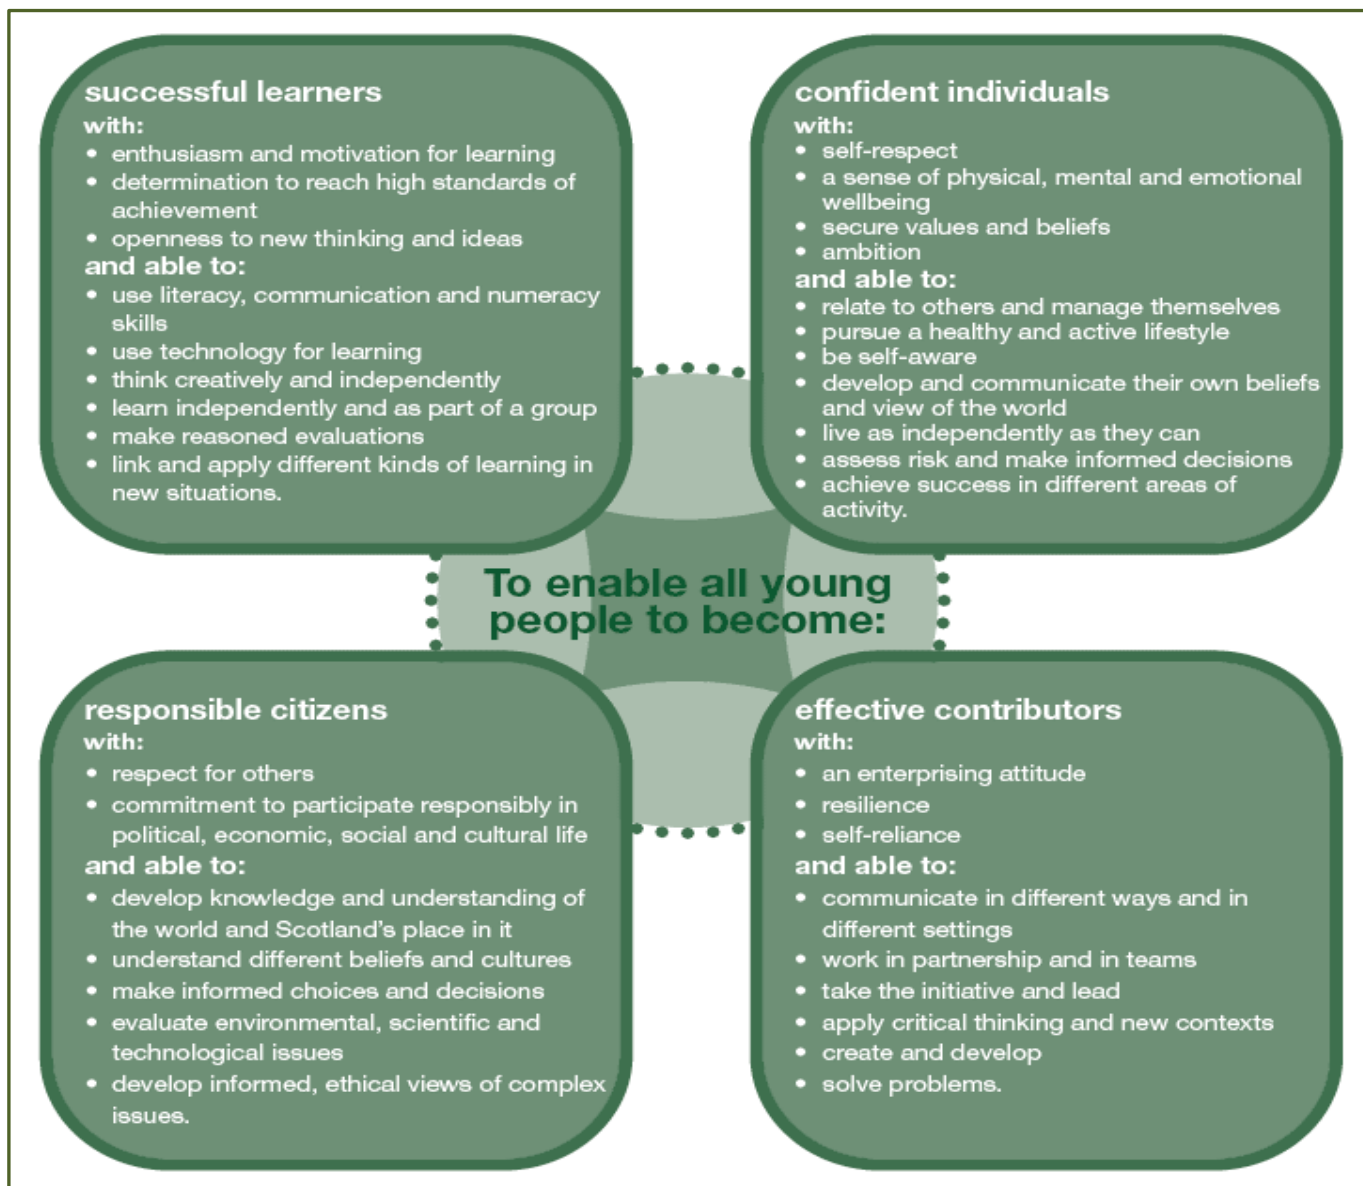 successful learners
with:
• enthusiasm and motivation for learning
• determination to reach high standards of
achievement
• openness to new thinking and ideas
and able to:
• use literacy, communication and numeracy
skills
• use technology for learning
• think creatively and independently
• learn independently and as part of a group
• make reasoned evaluations
• link and apply different kinds of learning in
new situations.
confident individuals
with:
• self-respect
• a sense of physical, mental and emotional
wellbeing
• secure values and beliefs
• ambition
and able to:
• relate to others and manage themselves
• pursue a healthy and active lifestyle
• be self-aware
• develop and communicate their own beliefs
and view of the world
• live as independently as they can
• assess risk and make informed decisions
• achieve success in different areas of
activity.
To enable all young
people to become:
responsible citizens
with:
• respect for others
• commitment to participate responsibly in
political, economic, social and cultural life
and able to:
• develop knowledge and understanding of
the world and Scotland's place in it
• understand different beliefs and cultures
• make informed choices and decisions
• evaluate environmental, scientific and
technological issues
• develop informed, ethical views of complex
issues.
effective contributors
with:
• an enterprising attitude
• resilience
• self-reliance
and able to:
• communicate in different ways and in
different settings
• work in partnership and in teams
• take the initiative and lead
• apply critical thinking and new contexts
• create and develop
• solve problems.